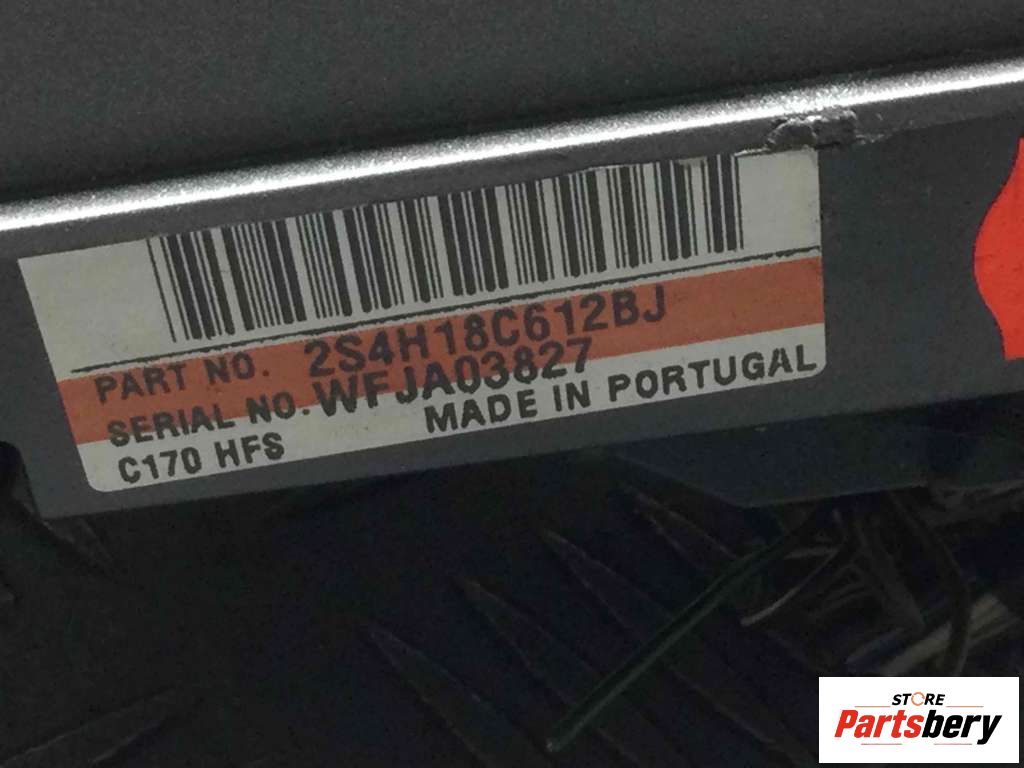 PART NO. 2S4H18C612BJ
SERIAL NO. WFJA03827
C170 HFS MADE IN PORTUGAL
STORE
Partsbery